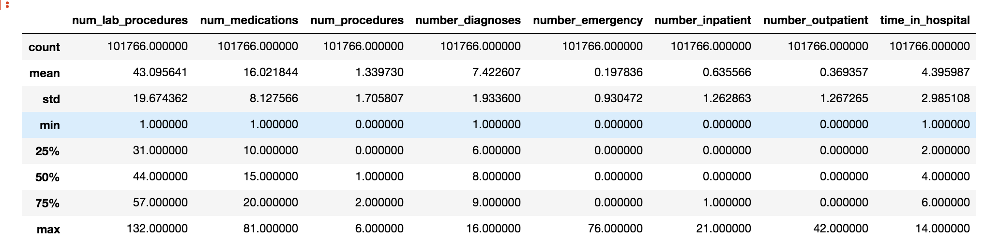 :
num_lab_procedures num_medications num_procedures number_diagnoses number_emergency number_inpatient number_outpatient time_in_hospital
count 101766.000000 101766.000000 101766.000000 101766.000000 101766.000000 101766.000000 101766.000000 101766.000000
mean 43.095641 16.021844 1.339730 7.422607 0.197836 0.635566 0.369357 4.395987
std 19.674362 8.127566 1.705807 1.933600 0.930472 1.262863 1.267265 2.985108
min 1.000000 1.000000 0.000000 1.000000 0.000000 0.000000 0.000000 1.000000
25% 31.000000 10.000000 0.000000 6.000000 0.000000 0.000000 0.000000 2.000000
50% 44.000000 15.000000 1.000000 8.000000 0.000000 0.000000 0.000000 4.000000
75% 57.000000 20.000000 2.000000 9.000000 0.000000 1.000000 0.000000 6.000000
max 132.000000 81.000000 6.000000 16.000000 76.000000 21.000000 42.000000 14.000000